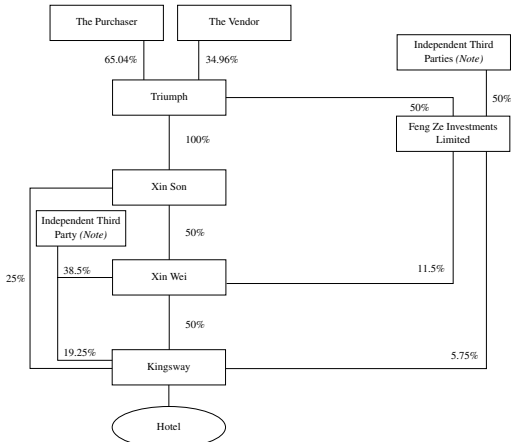 The Purchaser
The Vendor
Independent Third
Parties (Note)
65.04%
34.96%
50%
Triumph
50%
Feng Ze Investments
Limited
100%
Xin Son
Independent Third
Party (Note)
50%
25%
38.5%
Xin Wei
11.5%
50%
19.25%
Kingsway
5.75%
Hotel